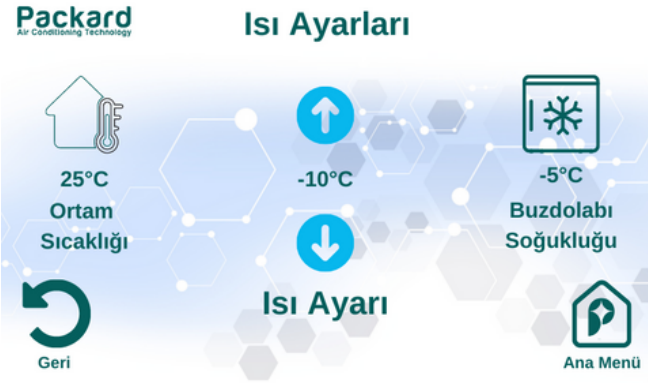 Packard
Air Conditioning Technology
Isı Ayarları
25°C
Ortam
Sıcaklığı
-10°C
Isı Ayarı
-5°C
Buzdolabı
Soğukluğu
Geri
Ana Menü